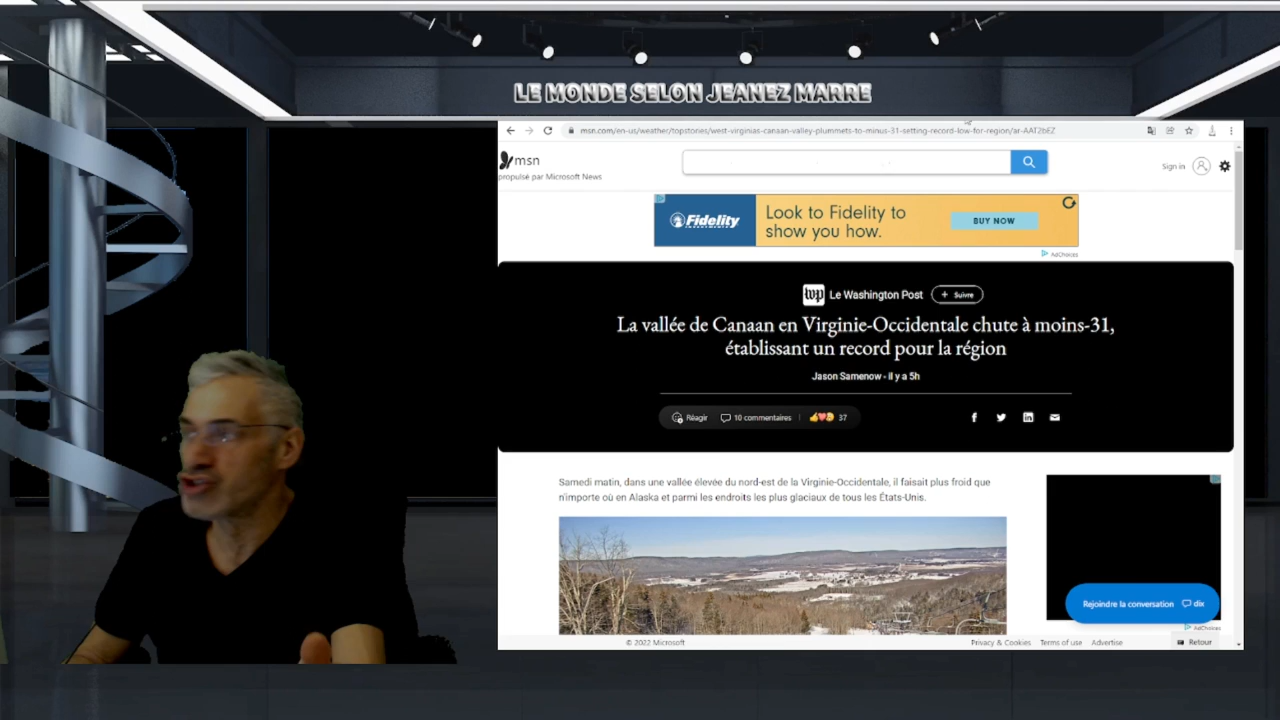 LE MONDE SELON JEANEZ MARRE
msn.com/en-us/weather/topstories/west-virginias-canaan-valley-plummets-to-minus-31-setting-record-low-for-region/ar-AAT2bEZ
msn
propulsé par Microsoft News
Sign in
Fidelity
INVESTMENTS
Look to Fidelity to
show you how.
BUY NOW
AdChoices
wp Le Washington Post + Suivre
La vallée de Canaan en Virginie-Occidentale chute à moins-31,
établissant un record pour la région
Jason Samenow - il y a 5h
Réagir 10 commentaires 37
Samedi matin, dans une vallée élevée du nord-est de la Virginie-Occidentale, il faisait plus froid que
n'importe où en Alaska et parmi les endroits les plus glaciaux de tous les États-Unis.
Rejoindre la conversation dix
AdChoices
© 2022 Microsoft Privacy & Cookies Terms of use Advertise Retour